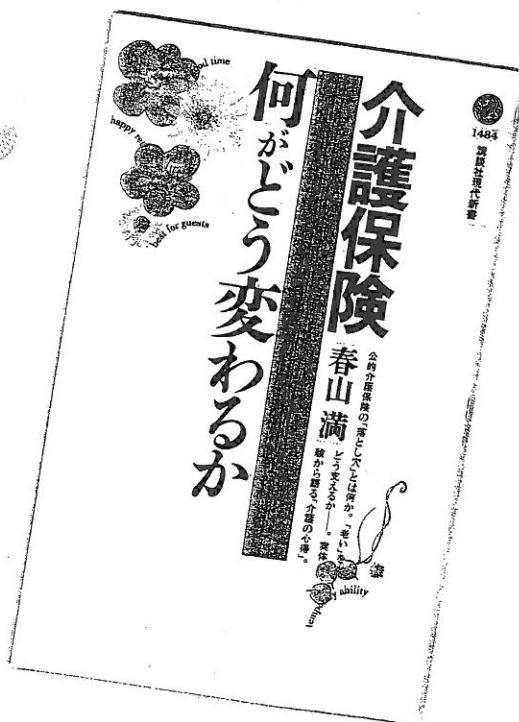 1484
講談社現代新書
介護保険
何がどう変わるか
春山 満
公的介護保険の「落とし穴」とは何か。「老い」を
どう支えるか――。実体
験から語る、「介護の心得」。
good time
happy
best for guests
ability